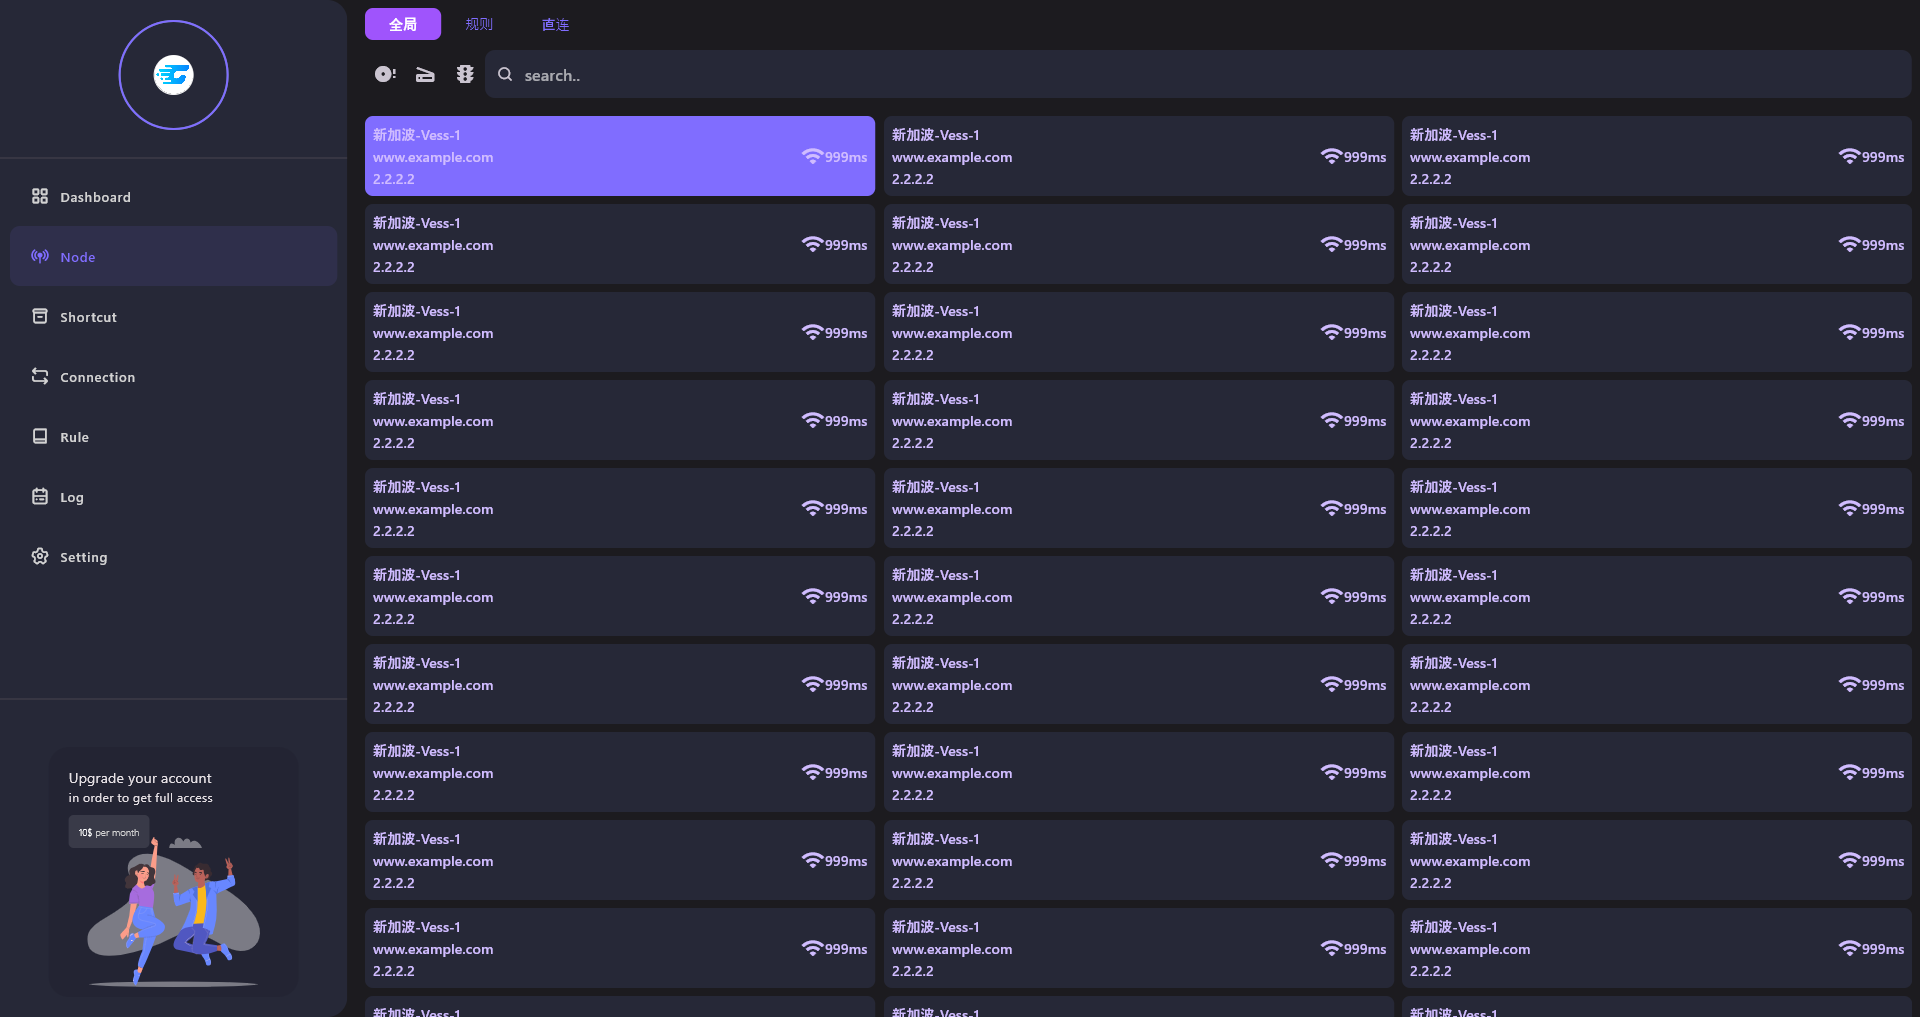 全局 规则 直连
search..
Dashboard
Node
Shortcut
Connection
Rule
Log
Setting
Upgrade your account
in order to get full access
10$ per month
新加波-Vess-1 新加波-Vess-1 新加波-Vess-1
www.example.com 999ms www.example.com 999ms www.example.com 999ms
2.2.2.2 2.2.2.2 2.2.2.2
新加波-Vess-1 新加波-Vess-1 新加波-Vess-1
www.example.com 999ms www.example.com 999ms www.example.com 999ms
2.2.2.2 2.2.2.2 2.2.2.2
新加波-Vess-1 新加波-Vess-1 新加波-Vess-1
www.example.com 999ms www.example.com 999ms www.example.com 999ms
2.2.2.2 2.2.2.2 2.2.2.2
新加波-Vess-1 新加波-Vess-1 新加波-Vess-1
www.example.com 999ms www.example.com 999ms www.example.com 999ms
2.2.2.2 2.2.2.2 2.2.2.2
新加波-Vess-1 新加波-Vess-1 新加波-Vess-1
www.example.com 999ms www.example.com 999ms www.example.com 999ms
2.2.2.2 2.2.2.2 2.2.2.2
新加波-Vess-1 新加波-Vess-1 新加波-Vess-1
www.example.com 999ms www.example.com 999ms www.example.com 999ms
2.2.2.2 2.2.2.2 2.2.2.2
新加波-Vess-1 新加波-Vess-1 新加波-Vess-1
www.example.com 999ms www.example.com 999ms www.example.com 999ms
2.2.2.2 2.2.2.2 2.2.2.2
新加波-Vess-1 新加波-Vess-1 新加波-Vess-1
www.example.com 999ms www.example.com 999ms www.example.com 999ms
2.2.2.2 2.2.2.2 2.2.2.2
新加波-Vess-1 新加波-Vess-1 新加波-Vess-1
www.example.com 999ms www.example.com 999ms www.example.com 999ms
2.2.2.2 2.2.2.2 2.2.2.2
新加波-Vess-1 新加波-Vess-1 新加波-Vess-1
www.example.com 999ms www.example.com 999ms www.example.com 999ms
2.2.2.2 2.2.2.2 2.2.2.2
新加波-Vess-1 新加波-Vess-1 新加波-Vess-1